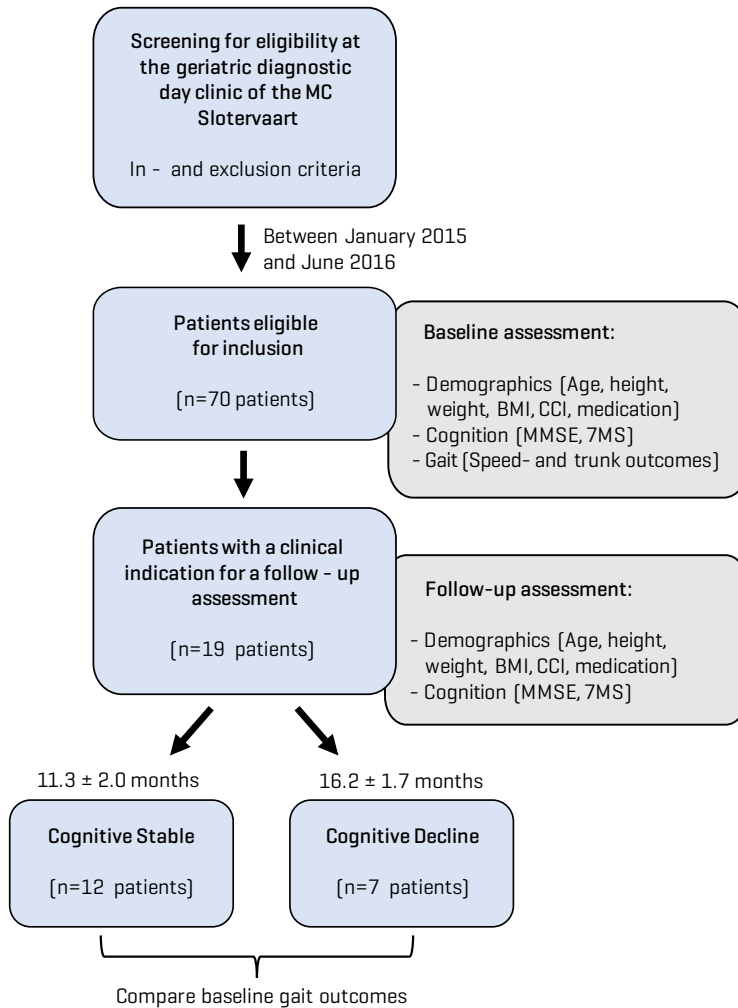 Screening for eligibility at
the geriatric diagnostic
day clinic of the MC
Slotervaart
In - and exclusion criteria
Between January 2015
and June 2016
Patients eligible
for inclusion
(n=70 patients)
Baseline assessment:
- Demographics (Age, height,
weight, BMI, CCI, medication)
- Cognition (MMSE, 7MS)
- Gait (Speed- and trunk outcomes)
Patients with a clinical
indication for a follow - up
assessment
(n=19 patients)
Follow-up assessment:
- Demographics (Age, height,
weight, BMI, CCI, medication)
- Cognition (MMSE, 7MS)
11.3 ± 2.0 months
Cognitive Stable
(n=12 patients)
16.2 ± 1.7 months
Cognitive Decline
(n=7 patients)
Compare baseline gait outcomes